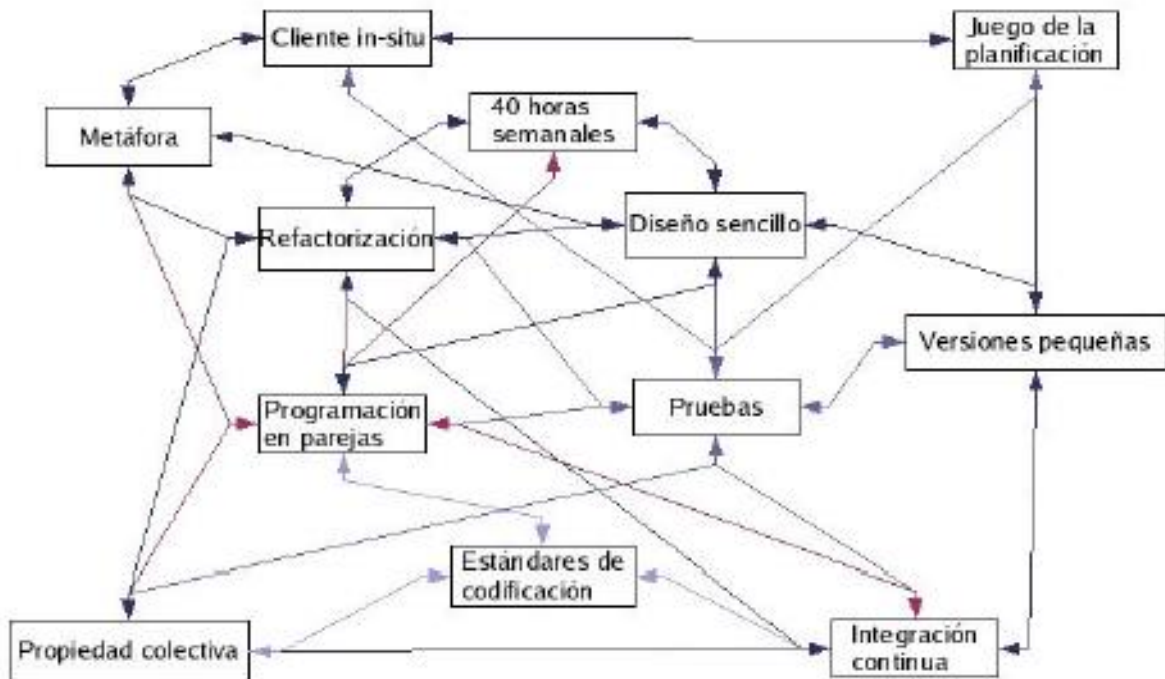 Cliente in-situ
Juego de la
planificación
40 horas
semanales
Metáfora
Diseño sencillo
Refactorización
Versiones pequeñas
Programación
en parejas
Pruebas
Estándares de
codificación
Propiedad colectiva
Integración
continua